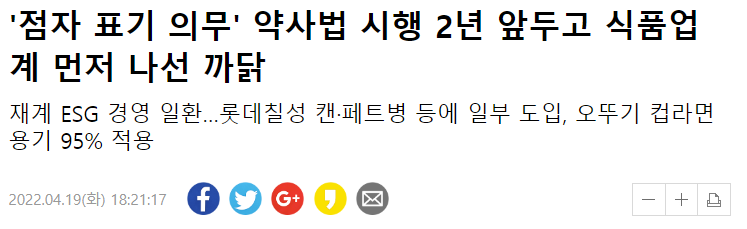 '점자 표기 의무' 약사법 시행 2년 앞두고 식품업
계 먼저 나선 까닭
재계 ESG 경영 일환…롯데칠성 캔·페트병 등에 일부 도입, 오뚜기 컵라면
용기 95% 적용
2022.04.19(화) 18:21:17